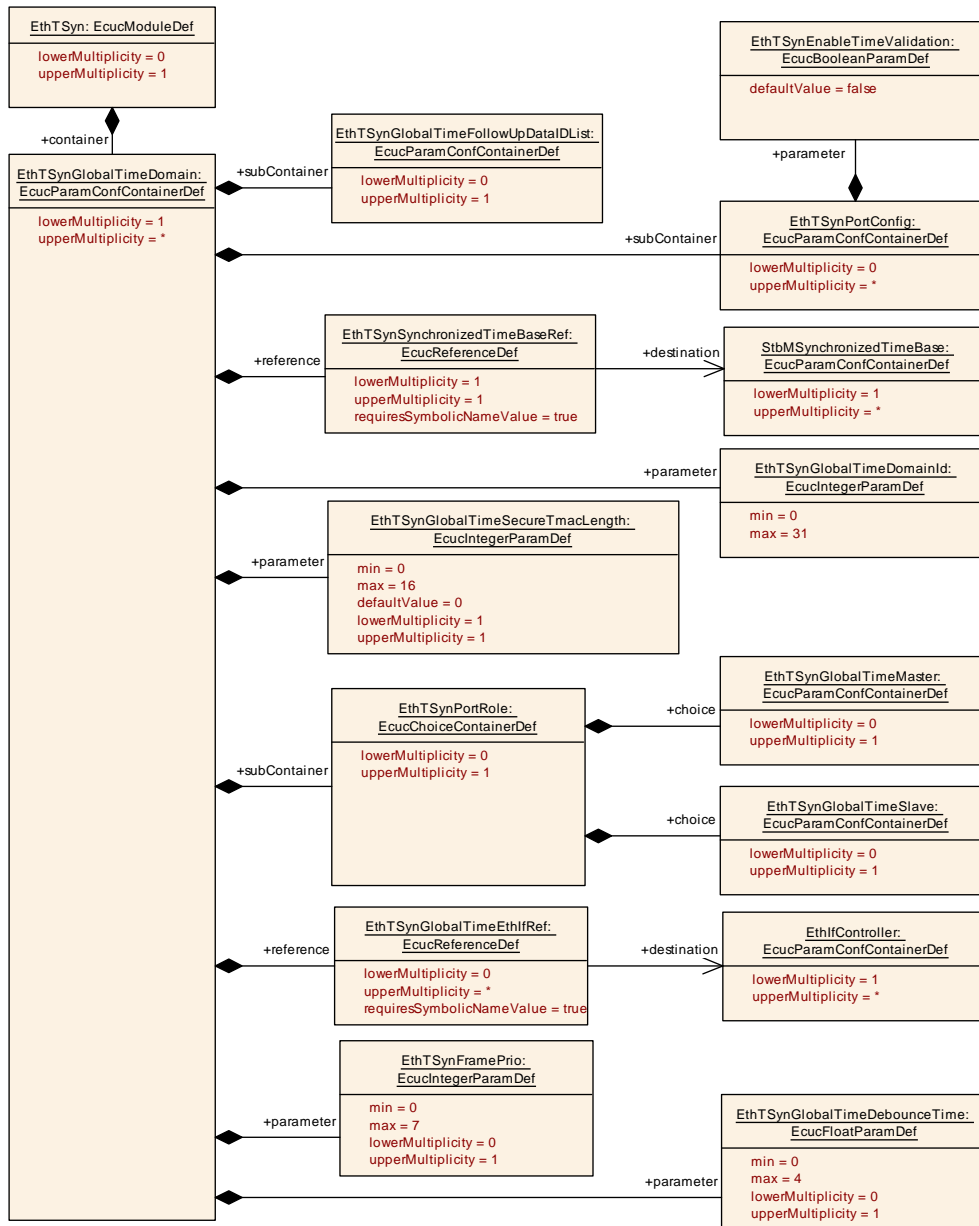 EthTSyn: EcucModuleDef
lowerMultiplicity = 0
upperMultiplicity = 1
+container
EthTSynGlobalTimeDomain:
EcucParamConfContainerDef
lowerMultiplicity = 1
upperMultiplicity = *
EthTSynEnableTimeValidation:
EcucBooleanParamDef
defaultValue = false
+parameter
+subContainer
EthTSynGlobalTimeFollowUpDataIDList:
EcucParamConfContainerDef
lowerMultiplicity = 0
upperMultiplicity = 1
+subContainer
EthTSynPortConfig:
EcucParamConfContainerDef
lowerMultiplicity = 0
upperMultiplicity = *
+reference
EthTSynSynchronizedTimeBaseRef:
EcucReferenceDef
lowerMultiplicity = 1
upperMultiplicity = 1
requiresSymbolicNameValue = true
+destination
StbMSynchronizedTimeBase:
EcucParamConfContainerDef
lowerMultiplicity = 1
upperMultiplicity = *
+parameter
EthTSynGlobalTimeDomainId:
EcucIntegerParamDef
min = 0
max = 31
+parameter
EthTSynGlobalTimeSecureTmacLength:
EcucIntegerParamDef
min = 0
max = 16
defaultValue = 0
lowerMultiplicity = 1
upperMultiplicity = 1
+subContainer
EthTSynPortRole:
EcucChoiceContainerDef
lowerMultiplicity = 0
upperMultiplicity = 1
+choice
EthTSynGlobalTimeMaster:
EcucParamConfContainerDef
lowerMultiplicity = 0
upperMultiplicity = 1
+choice
EthTSynGlobalTimeSlave:
EcucParamConfContainerDef
lowerMultiplicity = 0
upperMultiplicity = 1
+reference
EthTSynGlobalTimeEthIfRef:
EcucReferenceDef
lowerMultiplicity = 0
upperMultiplicity = *
requiresSymbolicNameValue = true
+destination
EthIfController:
EcucParamConfContainerDef
lowerMultiplicity = 1
upperMultiplicity = *
+parameter
EthTSynFramePrio:
EcucIntegerParamDef
min = 0
max = 7
lowerMultiplicity = 0
upperMultiplicity = 1
+parameter
EthTSynGlobalTimeDebounceTime:
EcucFloatParamDef
min = 0
max = 4
lowerMultiplicity = 0
upperMultiplicity = 1